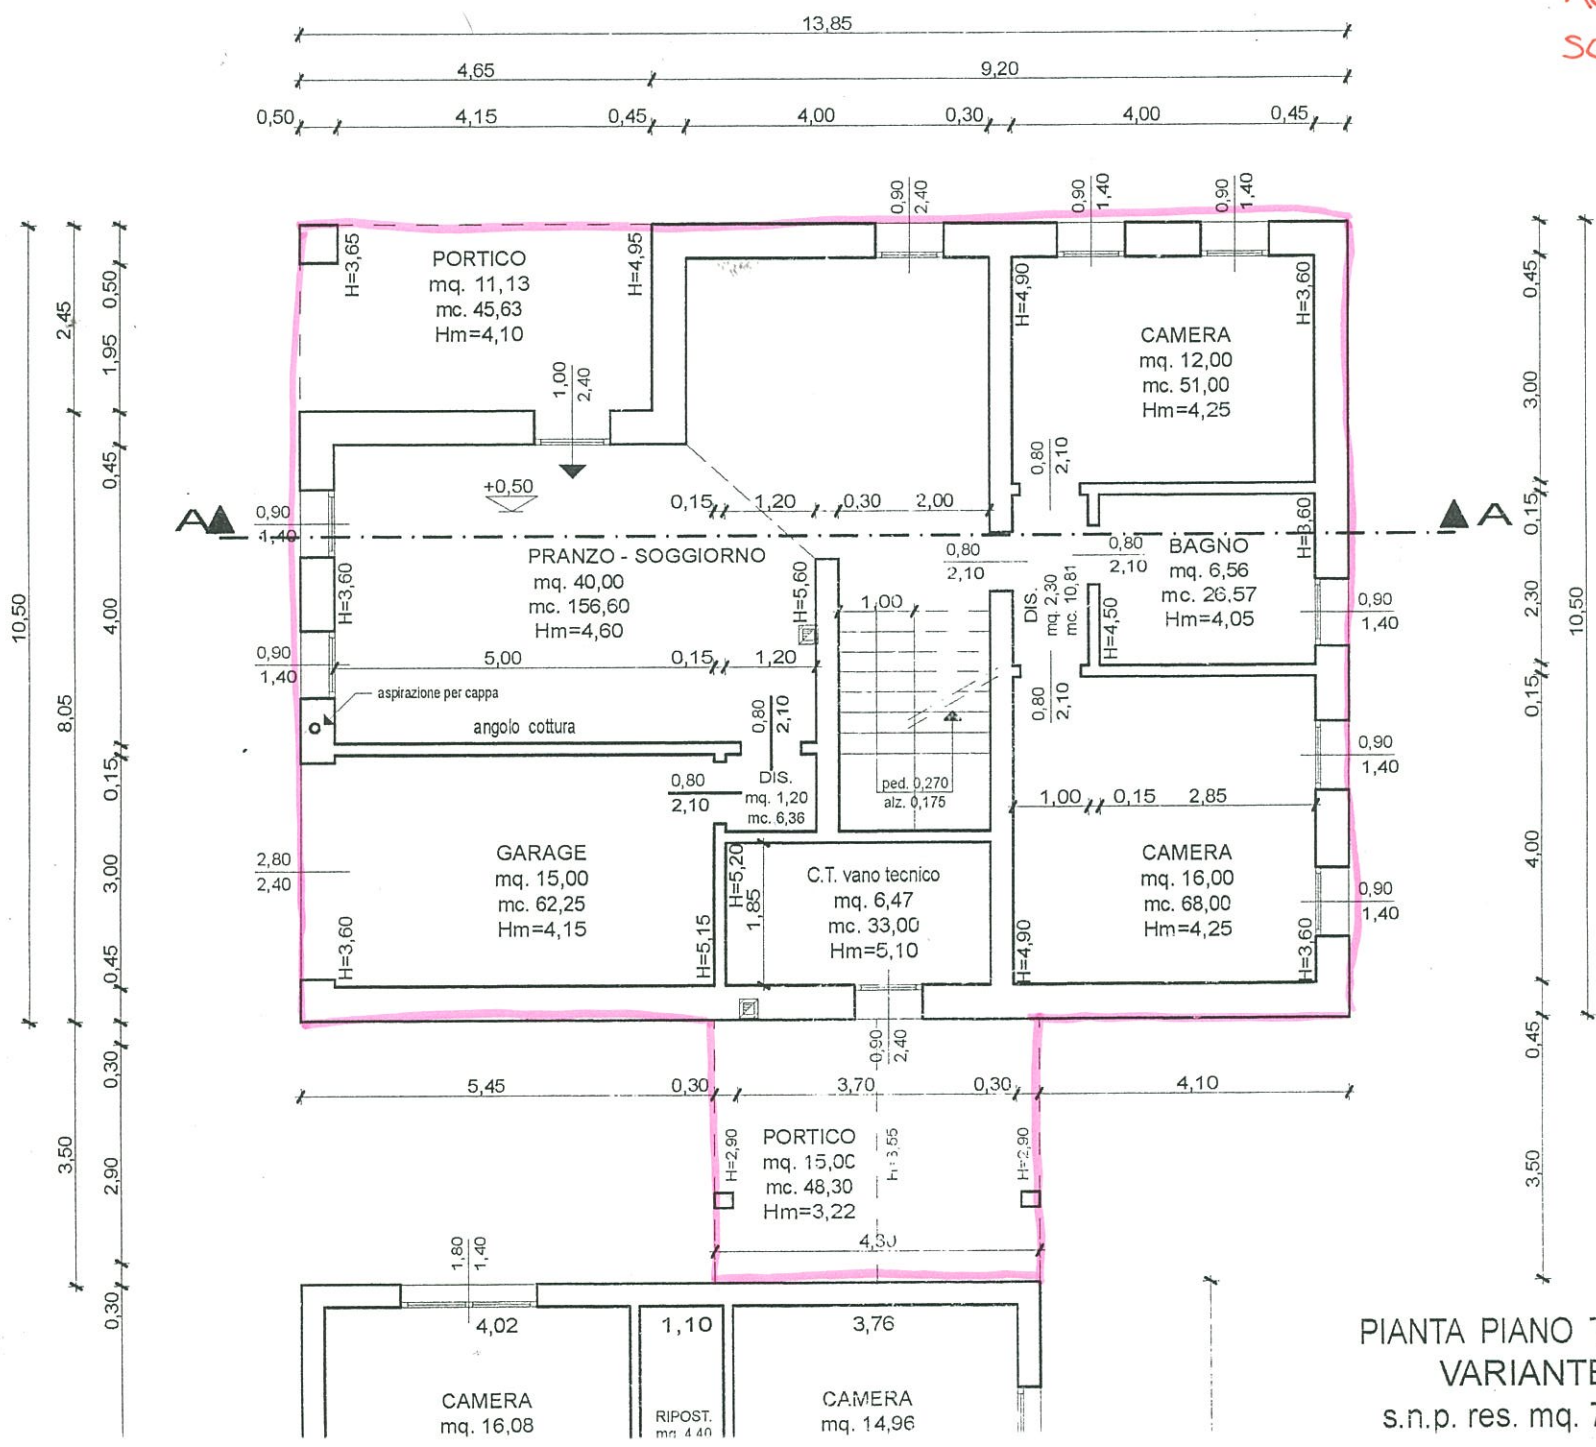 13,85
4,65 9,20
0,50 4,15 0,45 4,00 0,30 4,00 0,45
0,90 2,40
0,90 1,40
0,90 1,40
10,50
2,45
8,05
3,50
0,50
1,95
0,45
4,00
0,15
3,00
0,45
0,30
2,90
0,30
H=3,65
PORTICO
mq. 11,13
mc. 45,63
Hm=4,10
H=4,95
1,00 2,40
H=4,90
CAMERA
mq. 12,00
mc. 51,00
Hm=4,25
H=3,60
0,80 2,10
A
0,90
1,40
+0,50
0,15 1,20 0,30 2,00
PRANZO - SOGGIORNO
mq. 40,00
mc. 156,60
Hm=4,60
H=3,60
H=5,60
0,90
1,40
5,00 0,15 1,20
aspirazione per cappa
angolo cottura
0,80 2,10
1,00
ped. 0,270
alz. 0,175
0,80
2,10
DIS.
mq. 2,30
mc. 10,81
0,80
2,10
BAGNO
mq. 6,56
mc. 26,57
Hm=4,05
H=3,60
H=4,50
0,90
1,40
A
0,80 2,10
0,80
2,10
DIS.
mq. 1,20
mc. 6,36
2,80
2,40
GARAGE
mq. 15,00
mc. 62,25
Hm=4,15
H=3,60
H=5,15
H=5,20
1,85
C.T. vano tecnico
mq. 6,47
mc. 33,00
Hm=5,10
1,00 0,15 2,85
CAMERA
mq. 16,00
mc. 68,00
Hm=4,25
H=4,90
H=3,60
0,90
1,40
0,90
1,40
0,45
3,00
0,15
2,30
0,15
4,00
0,45
3,50
10,50
0,90 2,40
5,45 0,30 3,70 0,30 4,10
H=2,90
PORTICO
mq. 15,00
mc. 48,30
Hm=3,22
H=3,55
H=2,90
4,30
1,80 1,40
4,02 1,10 3,76
CAMERA
mq. 16,08
RIPOST.
mq. 4,40
CAMERA
mq. 14,96
PIANTA PIANO
VARIANTE
s.n.p. res. mq. 7